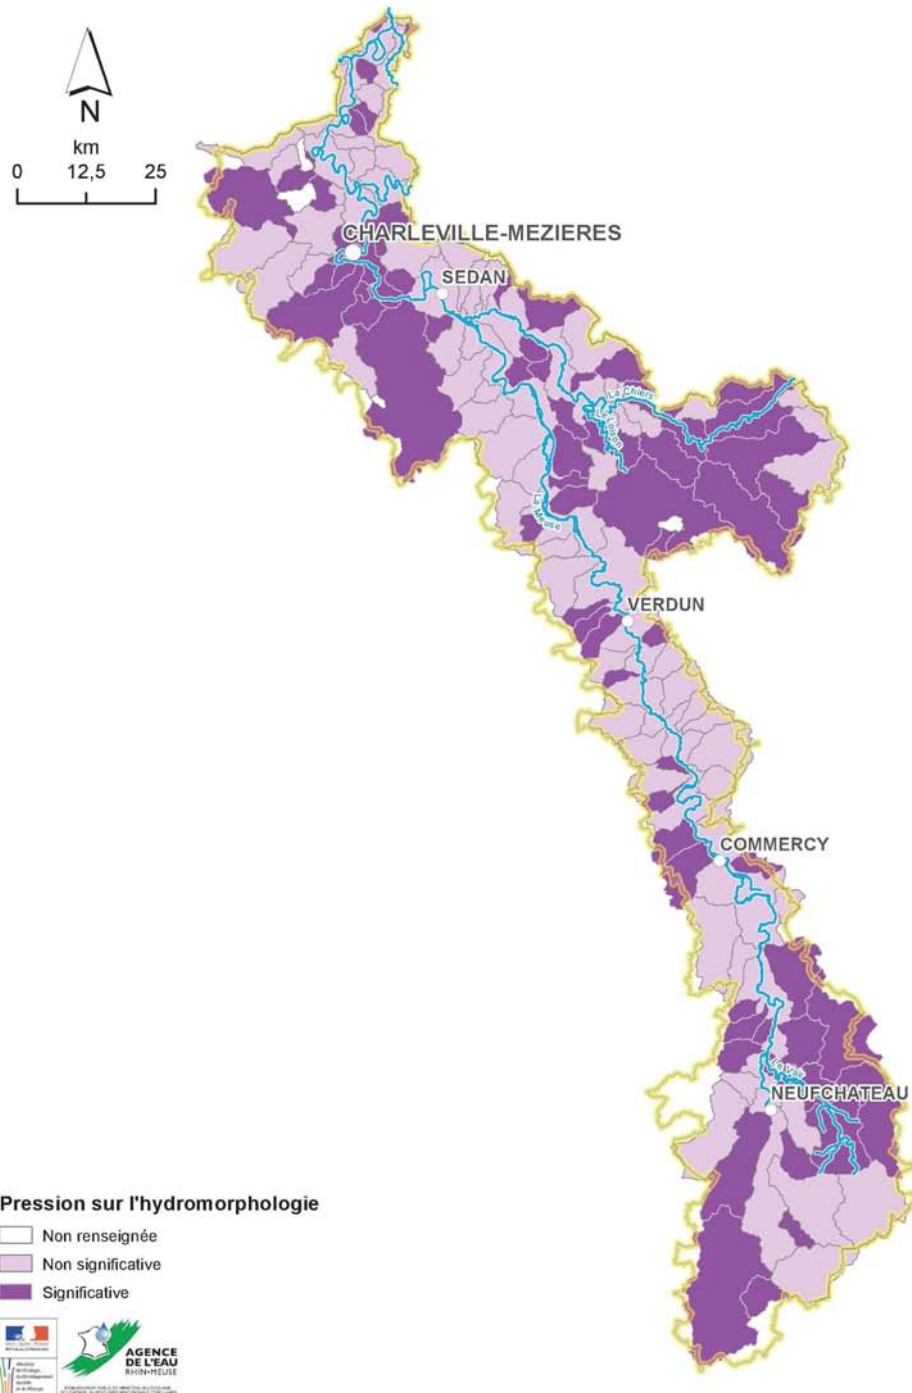 N
km
0 12,5 25
CHARLEVILLE-MEZIERES
SEDAN
La Chiers
La Meuse
VERDUN
COMMERCY
NEUFCHATEAU
Pression sur l'hydromorphologie
Non renseignée
Non significative
Significative
AGENCE
DE L'EAU
RHIN-MEUSE